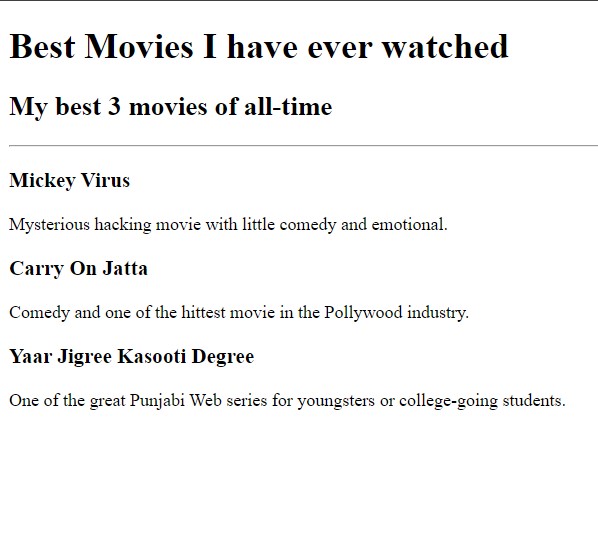 Best Movies I have ever watched
My best 3 movies of all-time
Mickey Virus
Mysterious hacking movie with little comedy and emotional.
Carry On Jatta
Comedy and one of the hittest movie in the Pollywood industry.
Yaar Jigree Kasooti Degree
One of the great Punjabi Web series for youngsters or college-going students.